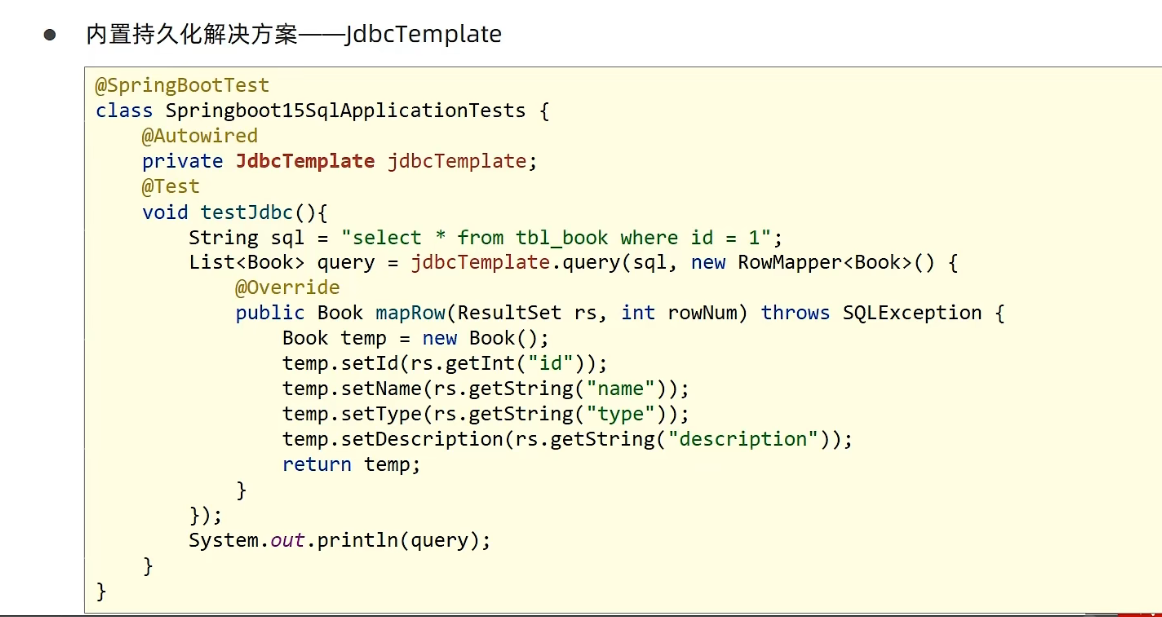 ● 内置持久化解决方案——JdbcTemplate
@SpringBootTest
class Springboot15SqlApplicationTests {
    @Autowired
    private JdbcTemplate jdbcTemplate;
    @Test
    void testJdbc(){
        String sql = "select * from tbl_book where id = 1";
        List<Book> query = jdbcTemplate.query(sql, new RowMapper<Book>() {
            @Override
            public Book mapRow(ResultSet rs, int rowNum) throws SQLException {
                Book temp = new Book();
                temp.setId(rs.getInt("id"));
                temp.setName(rs.getString("name"));
                temp.setType(rs.getString("type"));
                temp.setDescription(rs.getString("description"));
                return temp;
            }
        });
        System.out.println(query);
    }
}